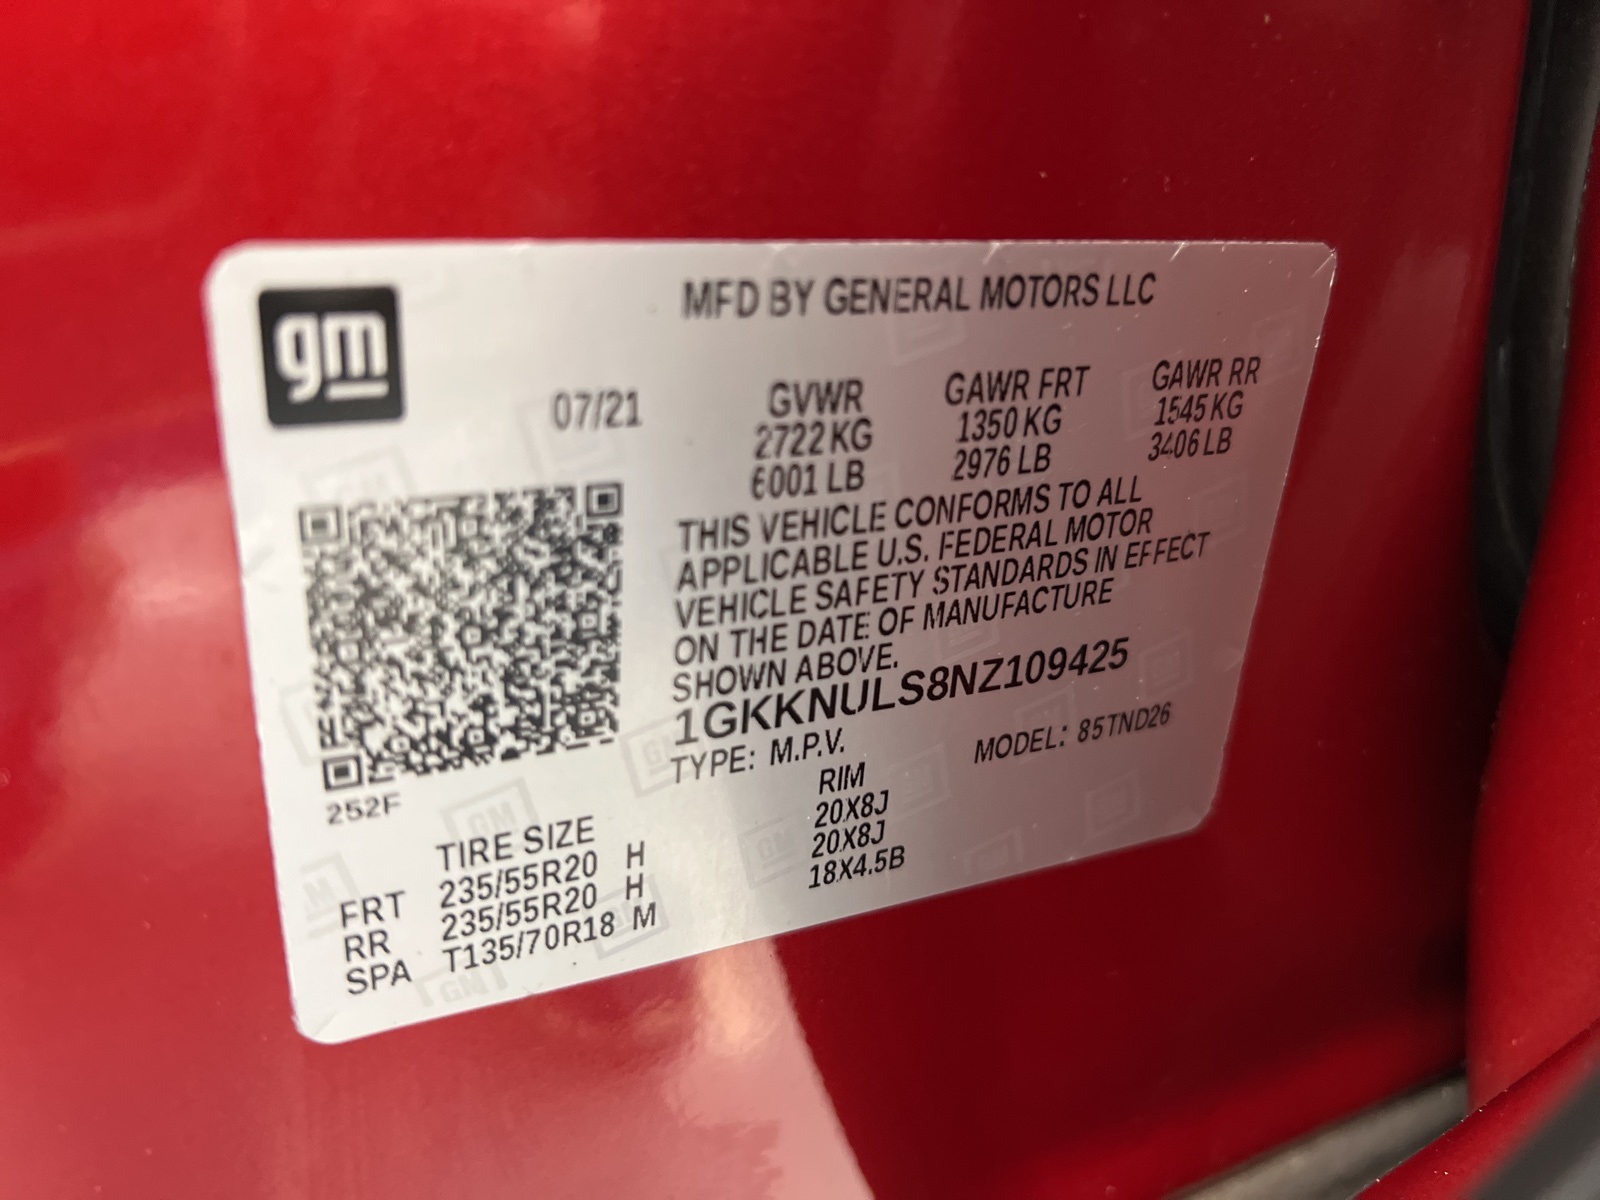 gm
MFD BY GENERAL MOTORS LLC
07/21 GVWR GAWR FRT GAWR RR
2722 KG 1350 KG 1545 KG
6001 LB 2976 LB 3406 LB
THIS VEHICLE CONFORMS TO ALL
APPLICABLE U.S. FEDERAL MOTOR
VEHICLE SAFETY STANDARDS IN EFFECT
ON THE DATE OF MANUFACTURE
SHOWN ABOVE.
1GKKNULS8NZ109425
TYPE: M.P.V. MODEL: 85TND26
252F
TIRE SIZE RIM
FRT 235/55R20 H 20X8J
RR 235/55R20 H 20X8J
SPA T135/70R18 M 18X4.5B